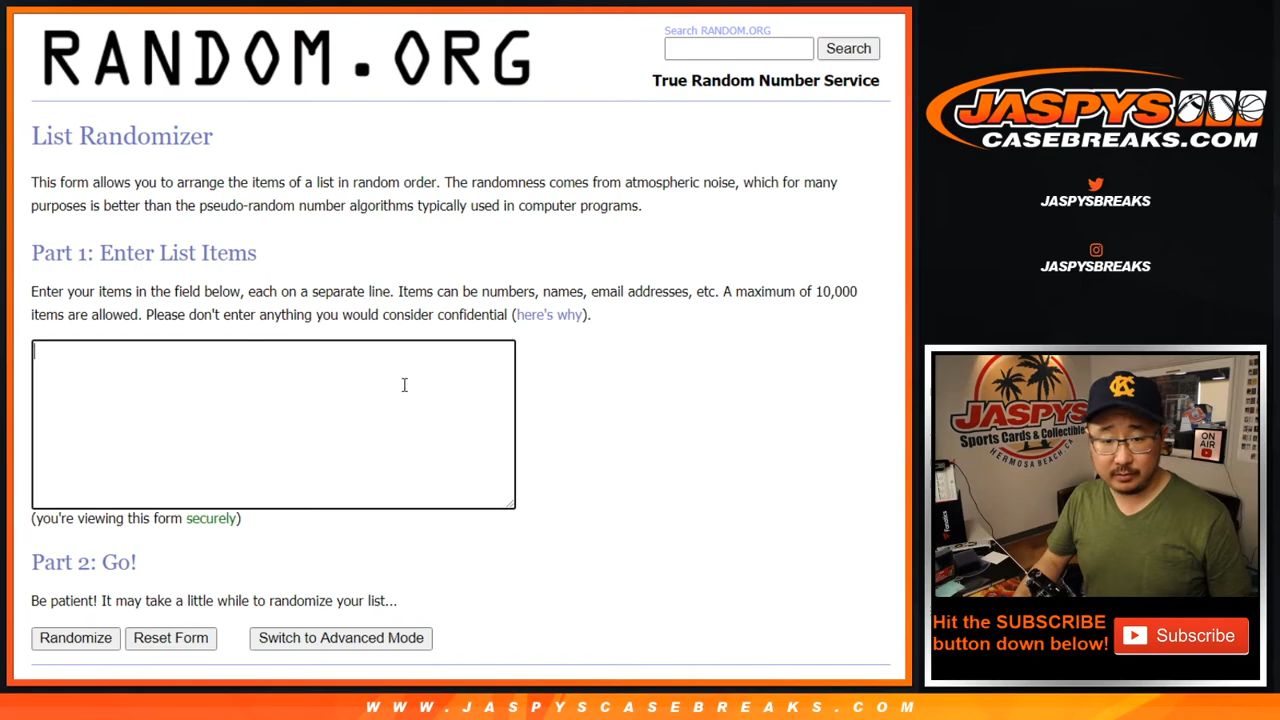 RANDOM.ORG
Search RANDOM.ORG
Search
True Random Number Service
List Randomizer
This form allows you to arrange the items of a list in random order. The randomness comes from atmospheric noise, which for many
purposes is better than the pseudo-random number algorithms typically used in computer programs.
Part 1: Enter List Items
Enter your items in the field below, each on a separate line. Items can be numbers, names, email addresses, etc. A maximum of 10,000
items are allowed. Please don't enter anything you would consider confidential (here's why).
(you're viewing this form securely)
Part 2: Go!
Be patient! It may take a little while to randomize your list...
Randomize
Reset Form
Switch to Advanced Mode
JASPYS
CASEBREAKS.COM
JASPYSBREAKS
JASPYSBREAKS
JASPYS
Sports Cards & Collectibles
HERMOSA BEACH, CA
KC
ON
AIR
Fanatics
Hit the SUBSCRIBE
button down below!
Subscribe
WWW.JASPYSCASEBREAKS.COM